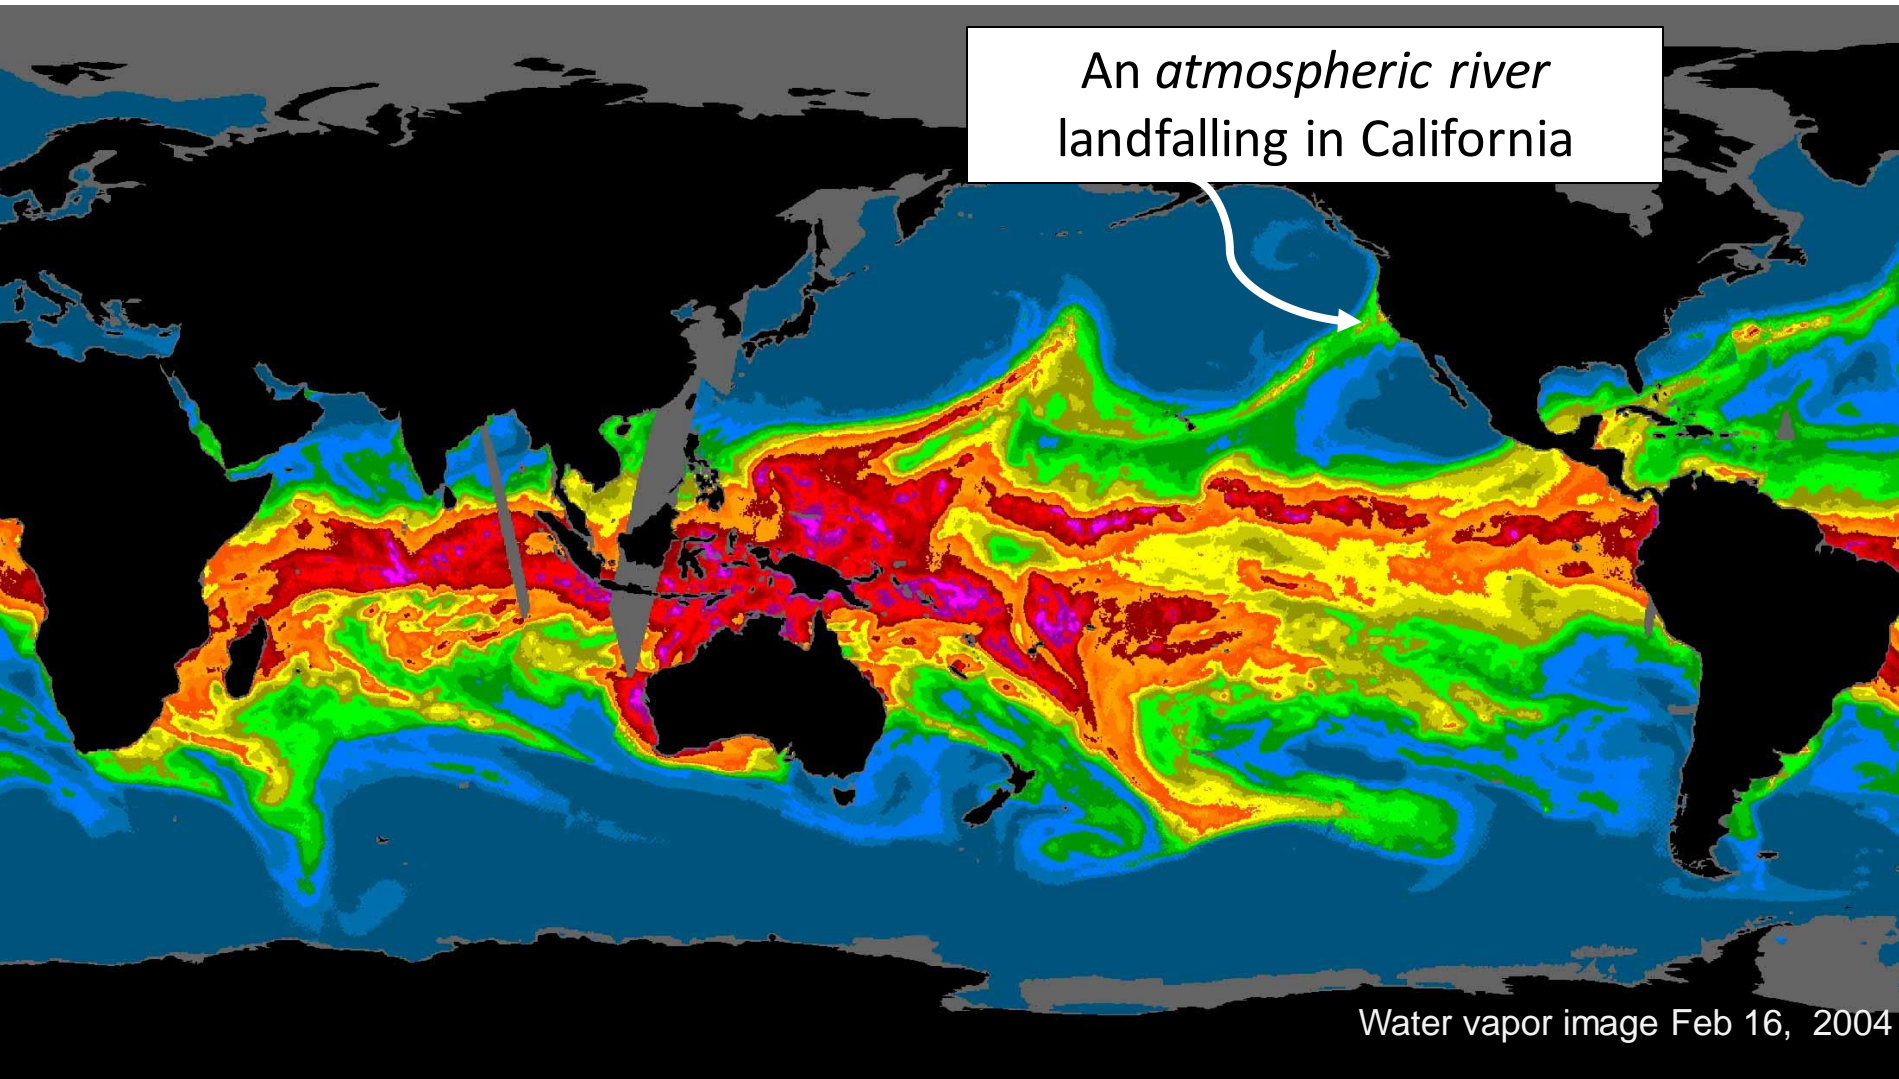 An atmospheric river
landfalling in California
Water vapor image Feb 16,  2004